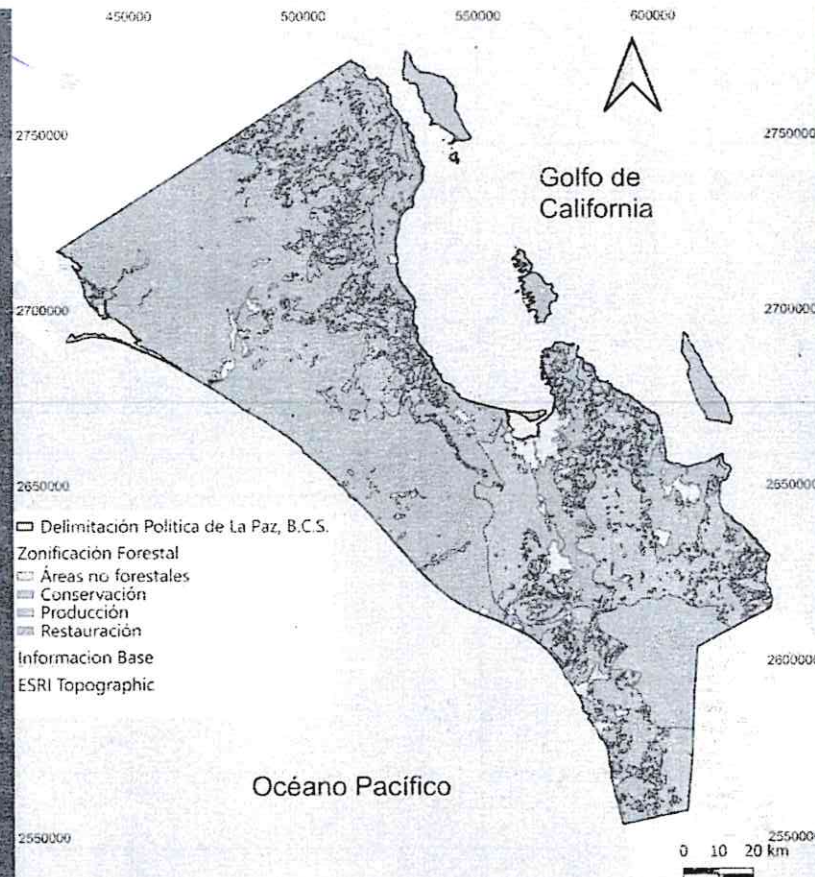 450000 500000 550000 600000
2750000 2750000
Golfo de
California
2700000 2700000
2650000 2650000
Delimitación Politica de La Paz, B.C.S.
Zonificación Forestal
Áreas no forestales
Conservación
Producción
Restauración
Informacion Base
ESRI Topographic
2600000
Océano Pacífico
2550000 2550000
0 10 20 km